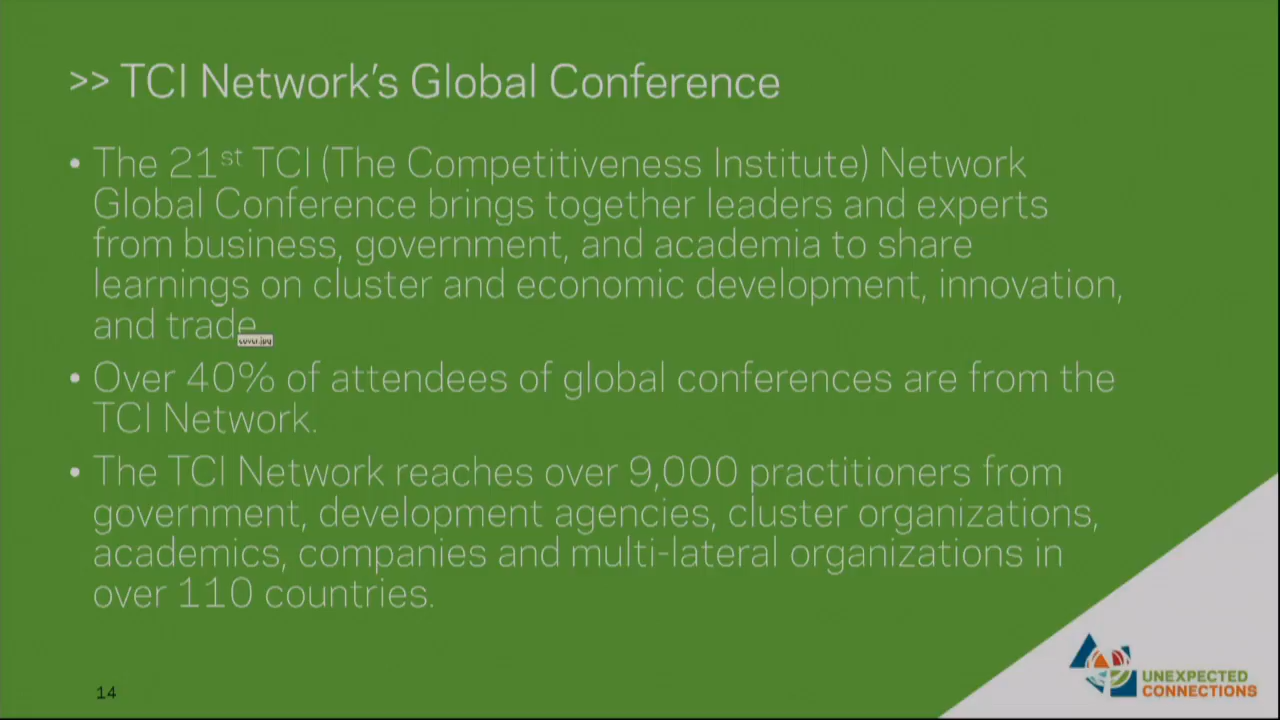 >> TCI Network's Global Conference
• The 21st TCI (The Competitiveness Institute) Network
Global Conference brings together leaders and experts
from business, government, and academia to share
learnings on cluster and economic development, innovation,
and trade.
cover.jpg
• Over 40% of attendees of global conferences are from the
TCI Network.
• The TCI Network reaches over 9,000 practitioners from
government, development agencies, cluster organizations,
academics, companies and multi-lateral organizations in
over 110 countries.
14
UNEXPECTED
CONNECTIONS